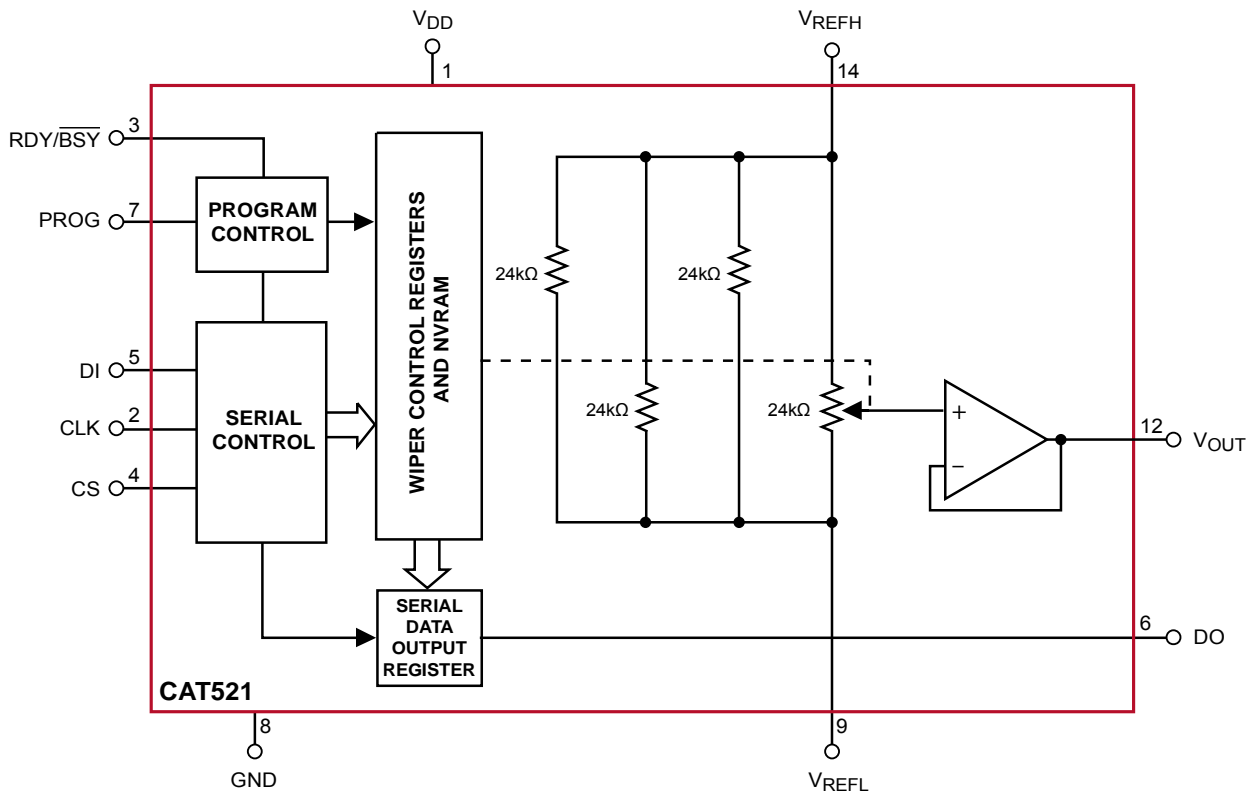 VDD
VREFH
1
14
RDY/BSY
3
PROG
7
PROGRAM
CONTROL
WIPER CONTROL REGISTERS
AND NVRAM
24kΩ
24kΩ
DI
5
CLK
2
CS
4
SERIAL
CONTROL
24kΩ
24kΩ
+
−
12
VOUT
SERIAL
DATA
OUTPUT
REGISTER
6
DO
CAT521
8
9
GND
VREFL